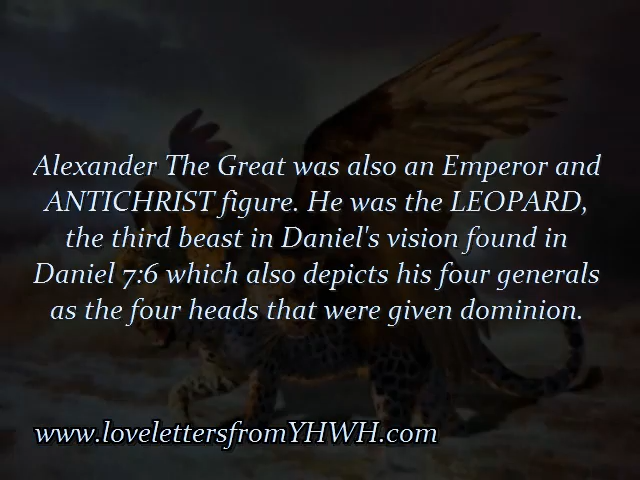 Alexander The Great was also an Emperor and
ANTICHRIST figure. He was the LEOPARD,
the third beast in Daniel's vision found in
Daniel 7:6 which also depicts his four generals
as the four heads that were given dominion.
www.lovelettersfromYHWH.com